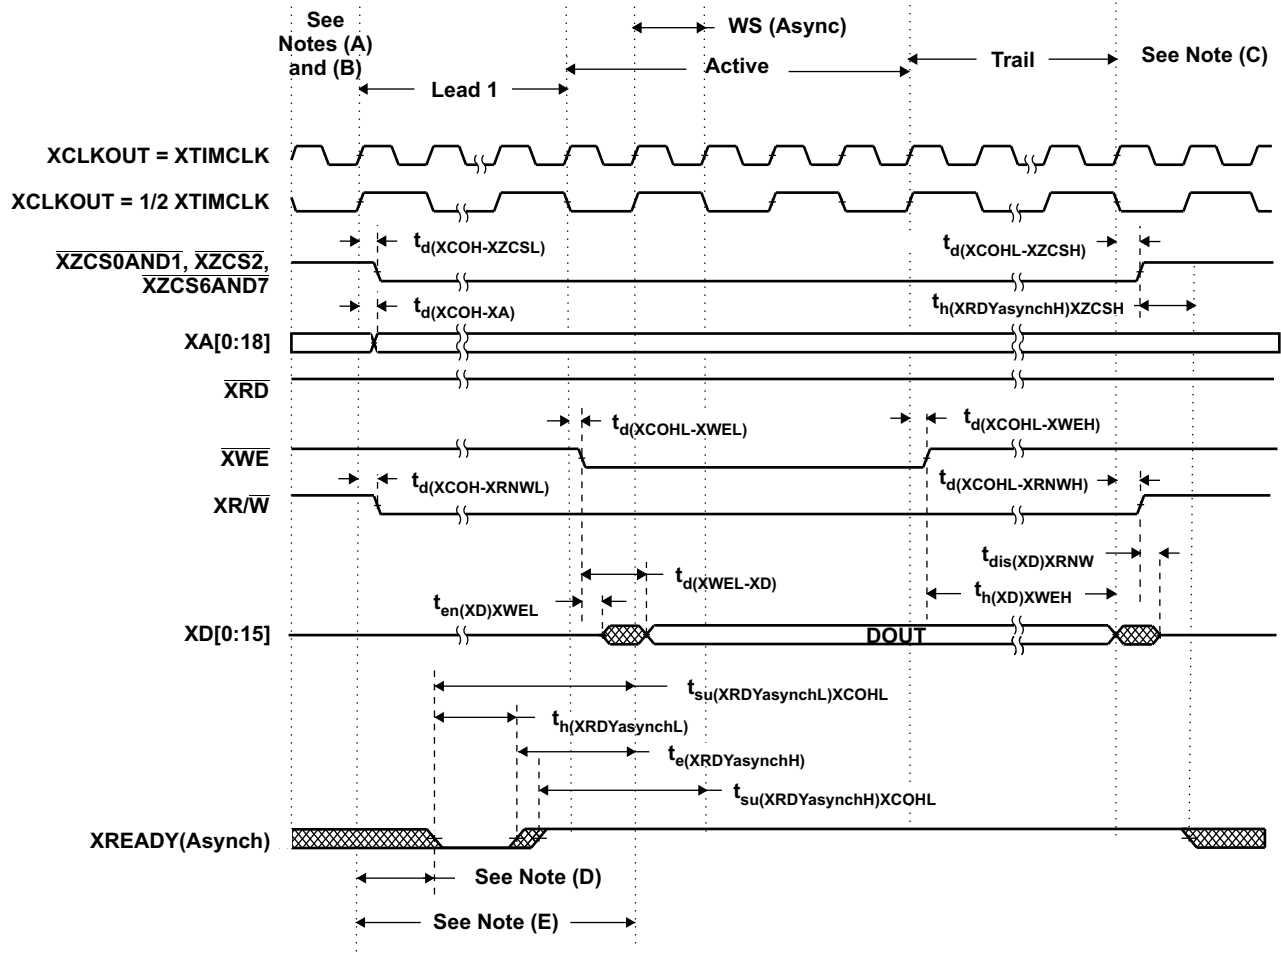 See
Notes (A)
and (B)
WS (Async)
Active
Trail
See Note (C)
Lead 1
XCLKOUT = XTIMCLK
XCLKOUT = 1/2 XTIMCLK
td(XCOH-XZCSL)
td(XCOHL-XZCSH)
XZCS0AND1, XZCS2,
XZCS6AND7
td(XCOH-XA)
th(XRDYasynchH)XZCSH
XA[0:18]
XRD
td(XCOHL-XWEL)
td(XCOHL-XWEH)
XWE
td(XCOH-XRNWL)
td(XCOHL-XRNWH)
XR/W
tdis(XD)XRNW
td(XWEL-XD)
ten(XD)XWEL
th(XD)XWEH
XD[0:15]
DOUT
tsu(XRDYasynchL)XCOHL
th(XRDYasynchL)
te(XRDYasynchH)
tsu(XRDYasynchH)XCOHL
XREADY(Asynch)
See Note (D)
See Note (E)